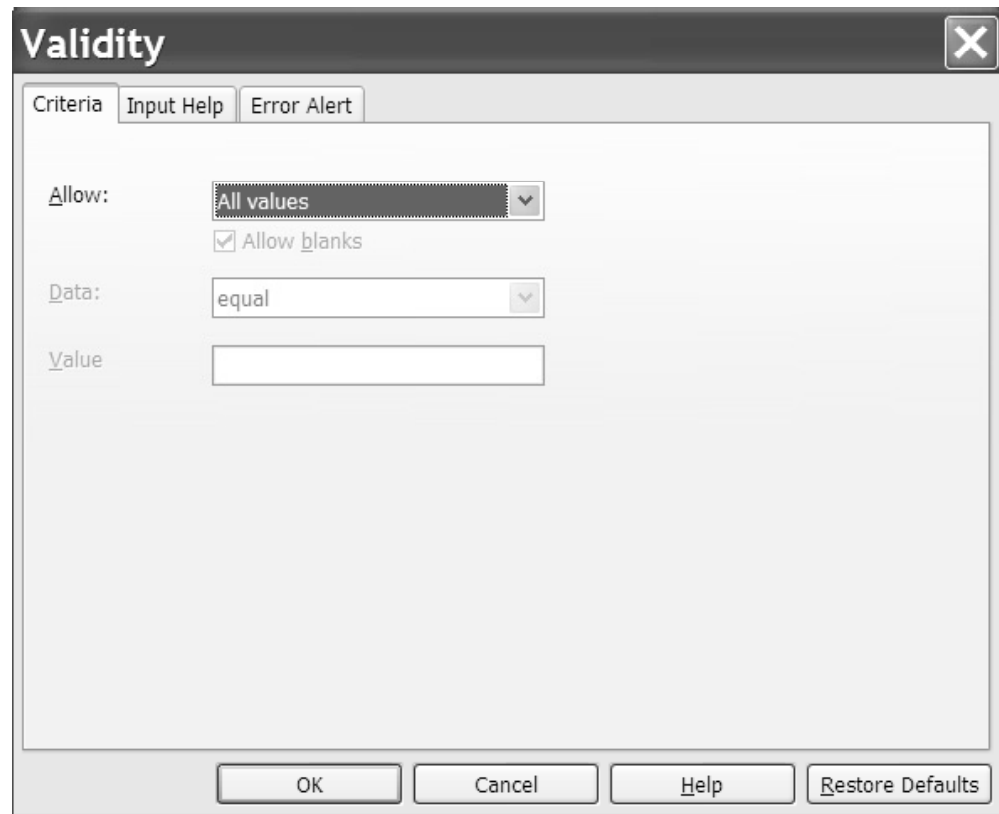 Validity
Criteria Input Help Error Alert
Allow: All values
Allow blanks
Data: equal
Value
OK Cancel Help Restore Defaults